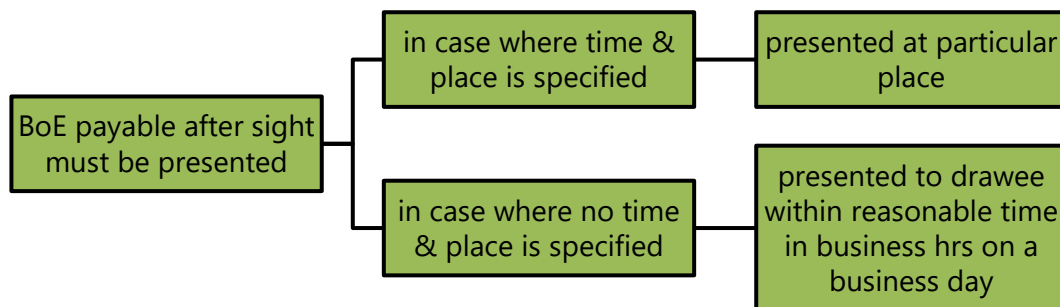 BoE payable after sight
must be presented
in case where time &
place is specified
presented at particular
place
in case where no time
& place is specified
presented to drawee
within reasonable time
in business hrs on a
business day